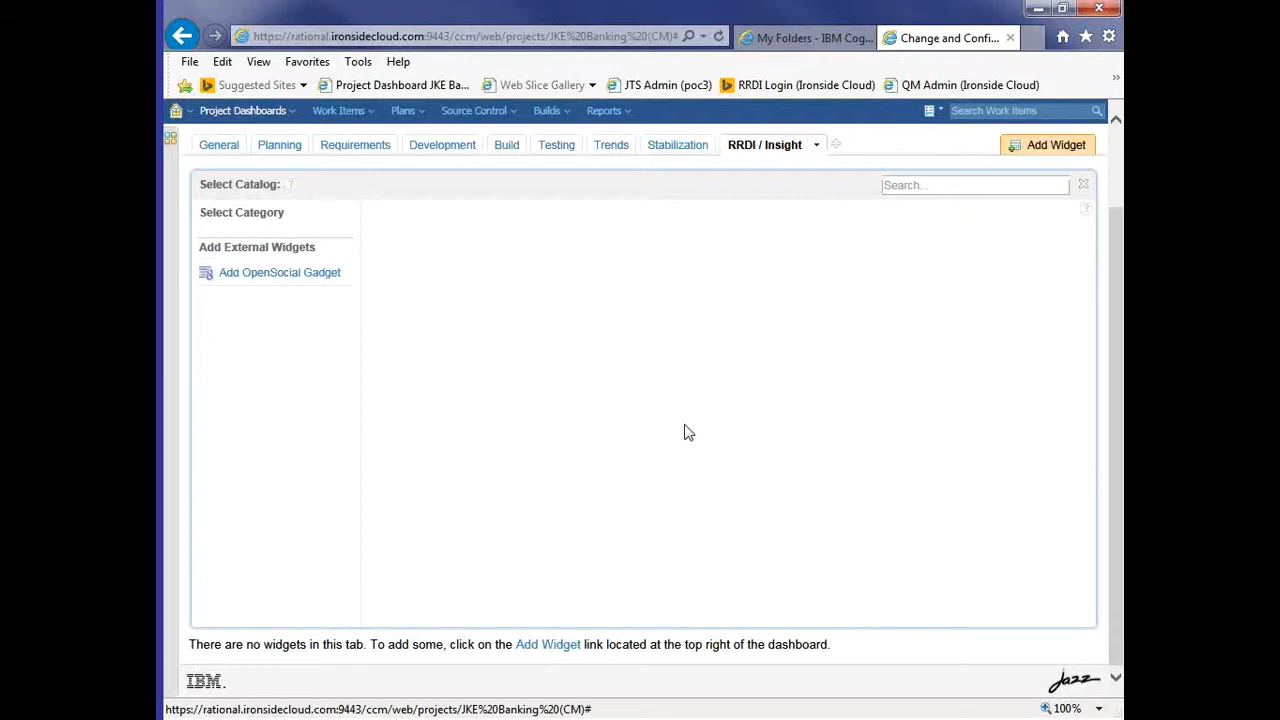 https://rational.ironsidecloud.com:9443/ccm/web/projects/JKE%20Banking%20(CM)#
My Folders - IBM Cog...
Change and Confi...
File Edit View Favorites Tools Help
Suggested Sites Project Dashboard JKE Ba... Web Slice Gallery JTS Admin (poc3) RRDI Login (Ironside Cloud) QM Admin (Ironside Cloud)
Project Dashboards Work Items Plans Source Control Builds Reports Search Work Items
General Planning Requirements Development Build Testing Trends Stabilization RRDI / Insight Add Widget
Select Catalog: ? Search...
Select Category ?
Add External Widgets
Add OpenSocial Gadget
There are no widgets in this tab. To add some, click on the Add Widget link located at the top right of the dashboard.
IBM. Jazz
https://rational.ironsidecloud.com:9443/ccm/web/projects/JKE%20Banking%20(CM)# 100%